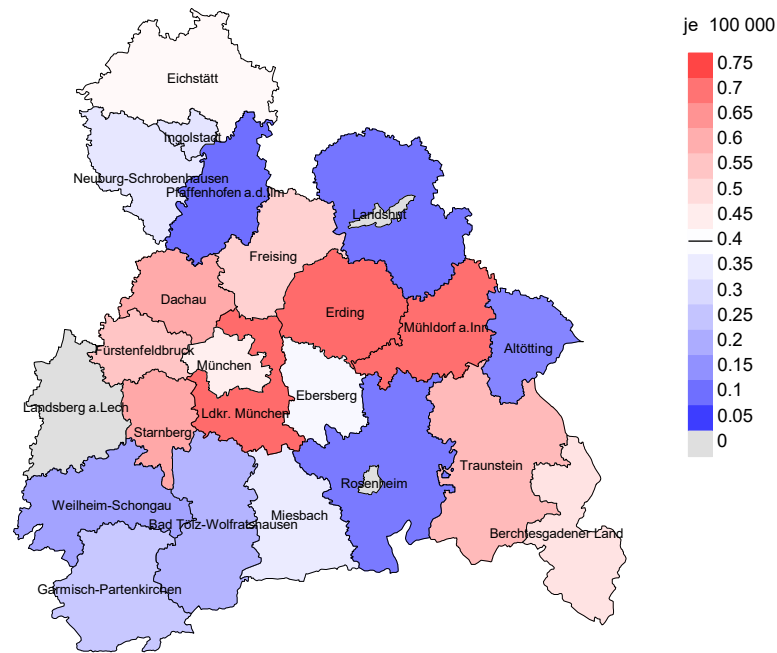 je 100 000
Eichstätt
0.75
0.7
0.65
Ingolstadt
0.6
Neuburg-Schrobenhausen
0.55
Pfaffenhofen a.d.Ilm
0.5
Landshut
0.45
0.4
Freising
0.35
Dachau
0.3
Erding
Mühldorf a.Inn
0.25
Fürstenfeldbruck
Altötting
0.2
München
0.15
Ebersberg
0.1
Landsberg a.Lech
Ldkr. München
0.05
Starnberg
0
Traunstein
Rosenheim
Weilheim-Schongau
Miesbach
Bad Tölz-Wolfratshausen
Berchtesgadener Land
Garmisch-Partenkirchen